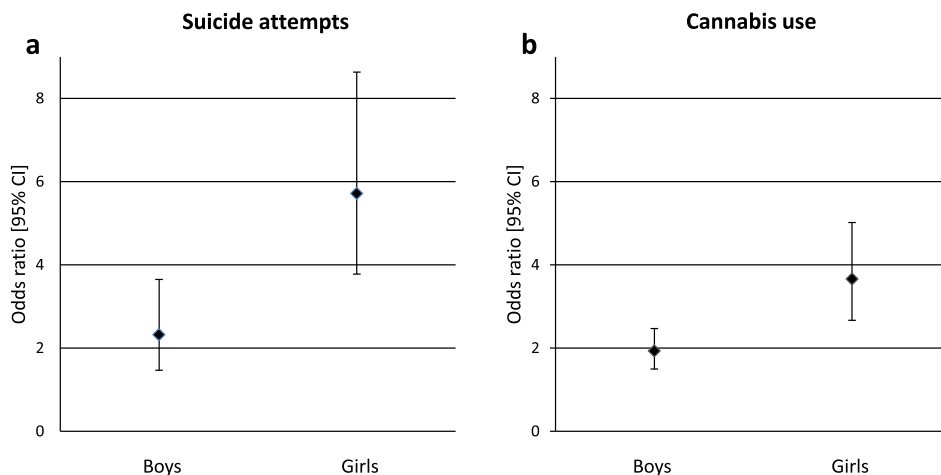 Suicide attempts
a
Odds ratio [95% CI]
8
6
4
2
0
Boys Girls
Cannabis use
b
Odds ratio [95% CI]
8
6
4
2
0
Boys Girls